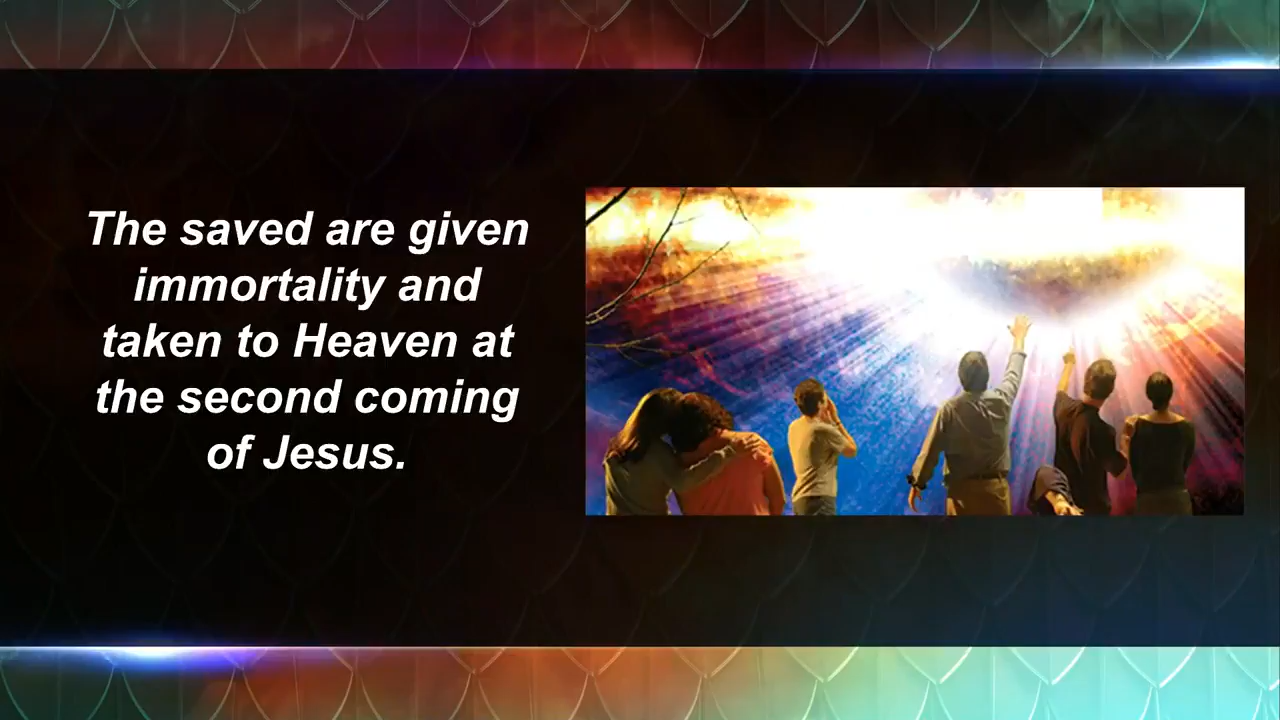 The saved are given
immortality and
taken to Heaven at
the second coming
of Jesus.